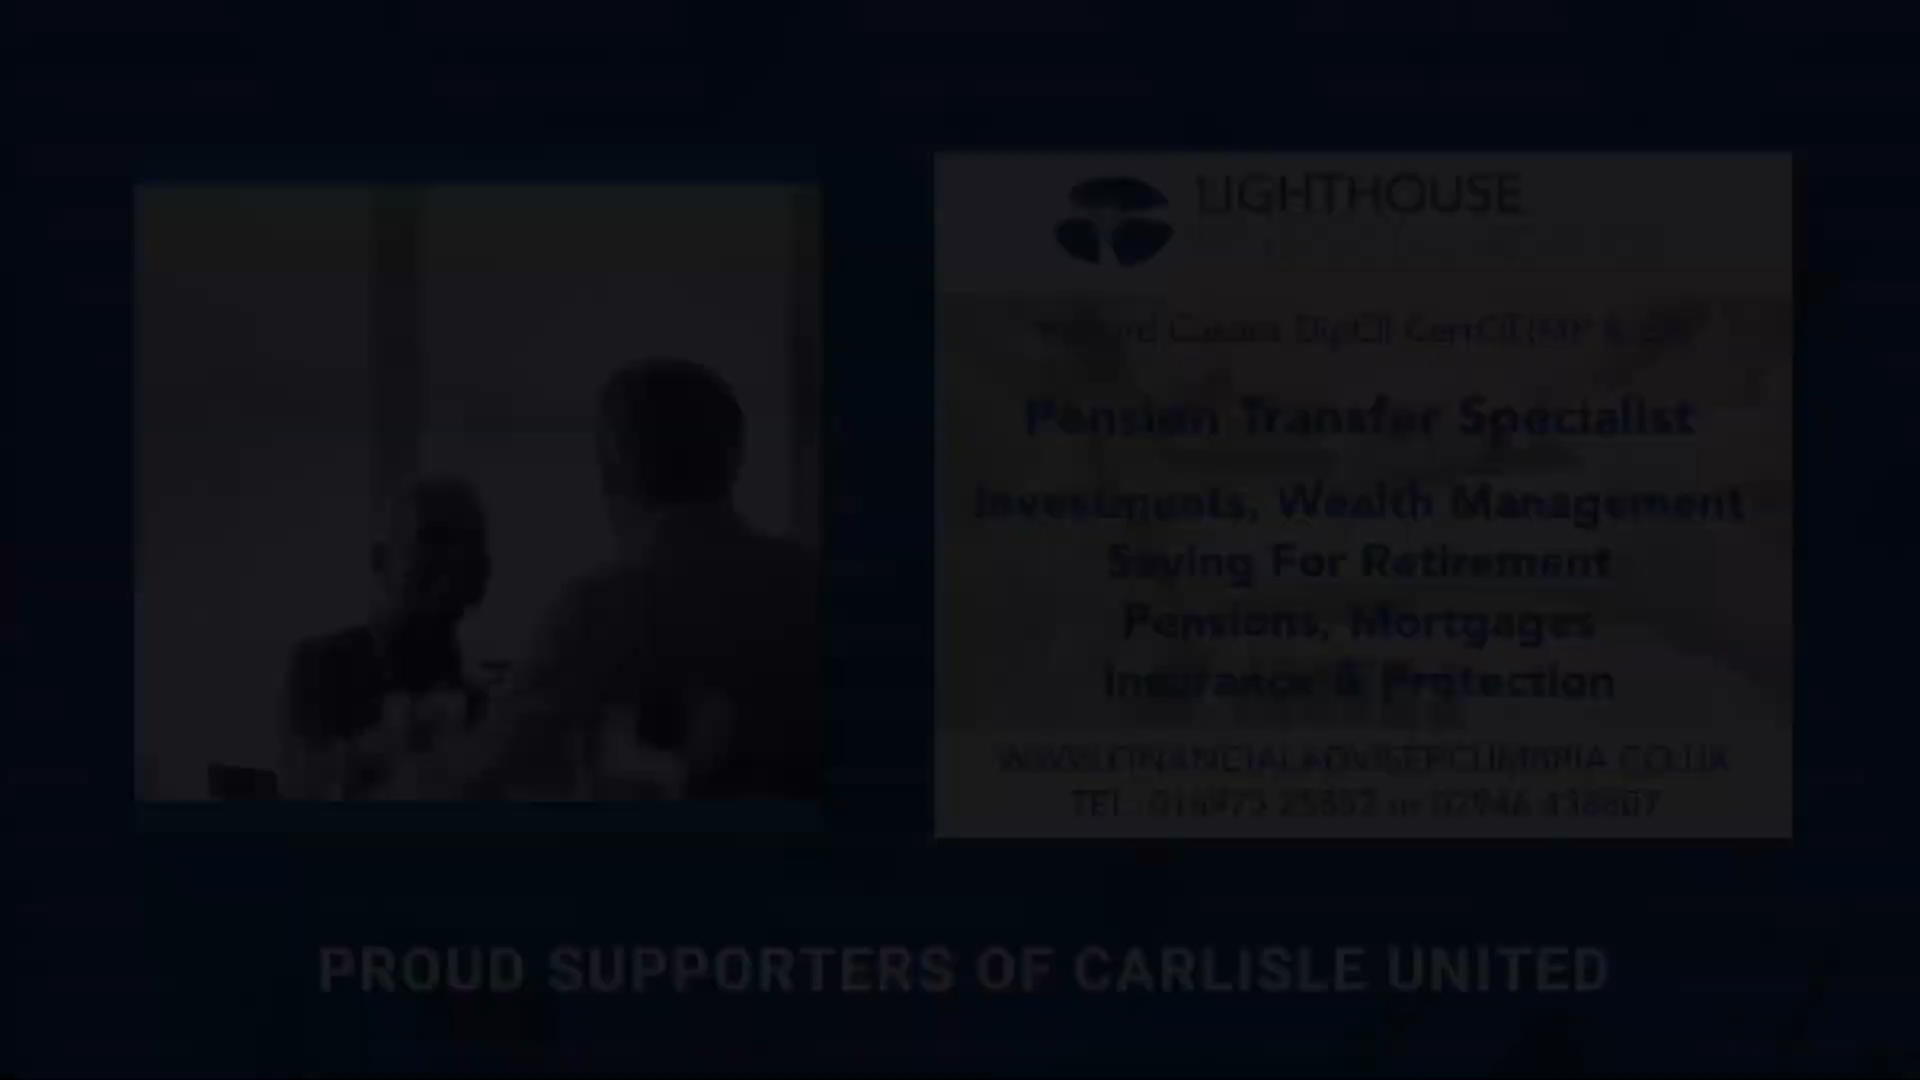 LIGHTHOUSE
Pension Transfer Specialist
Investments, Wealth Management
Saving For Retirement
Pensions, Mortgages
Insurance & Protection
WWW.FINANCIALADVISERCUMBRIA.CO.UK
TEL:
PROUD SUPPORTERS OF CARLISLE UNITED